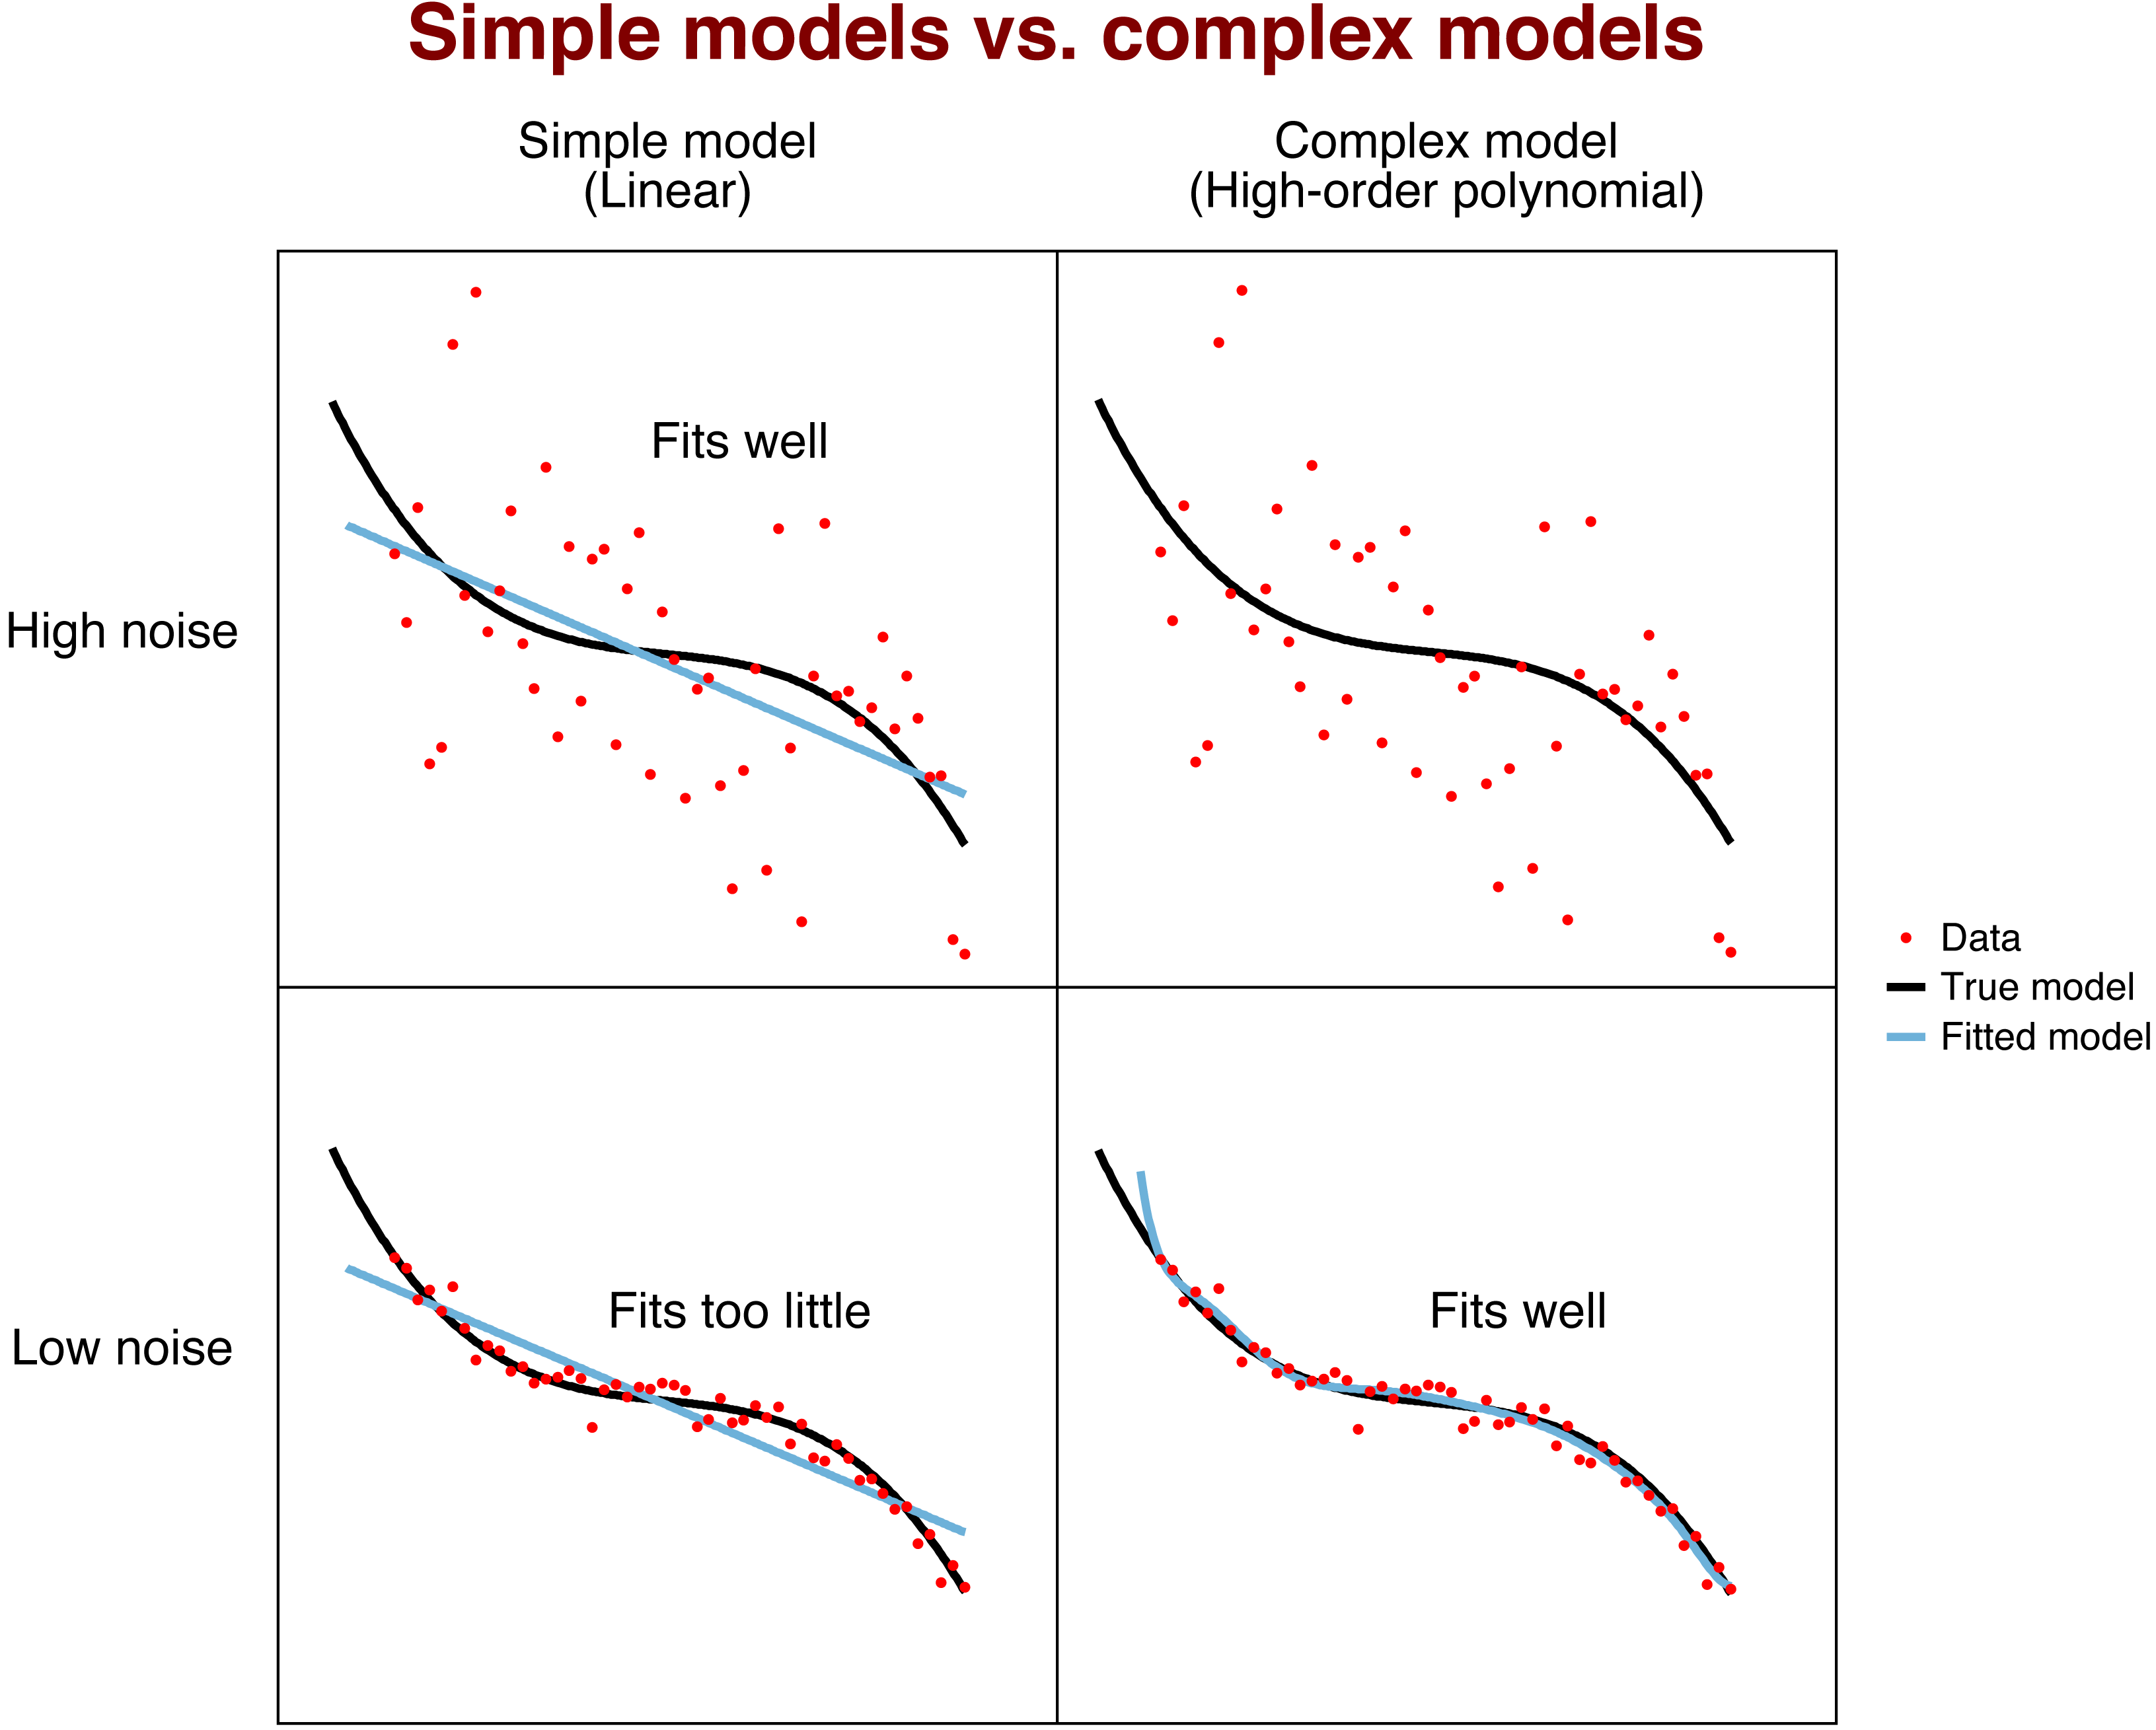 Simple models vs. complex models
Simple model
(Linear)
Complex model
(High-order polynomial)
Fits well
High noise
Data
True model
Fitted model
Fits too little
Fits well
Low noise